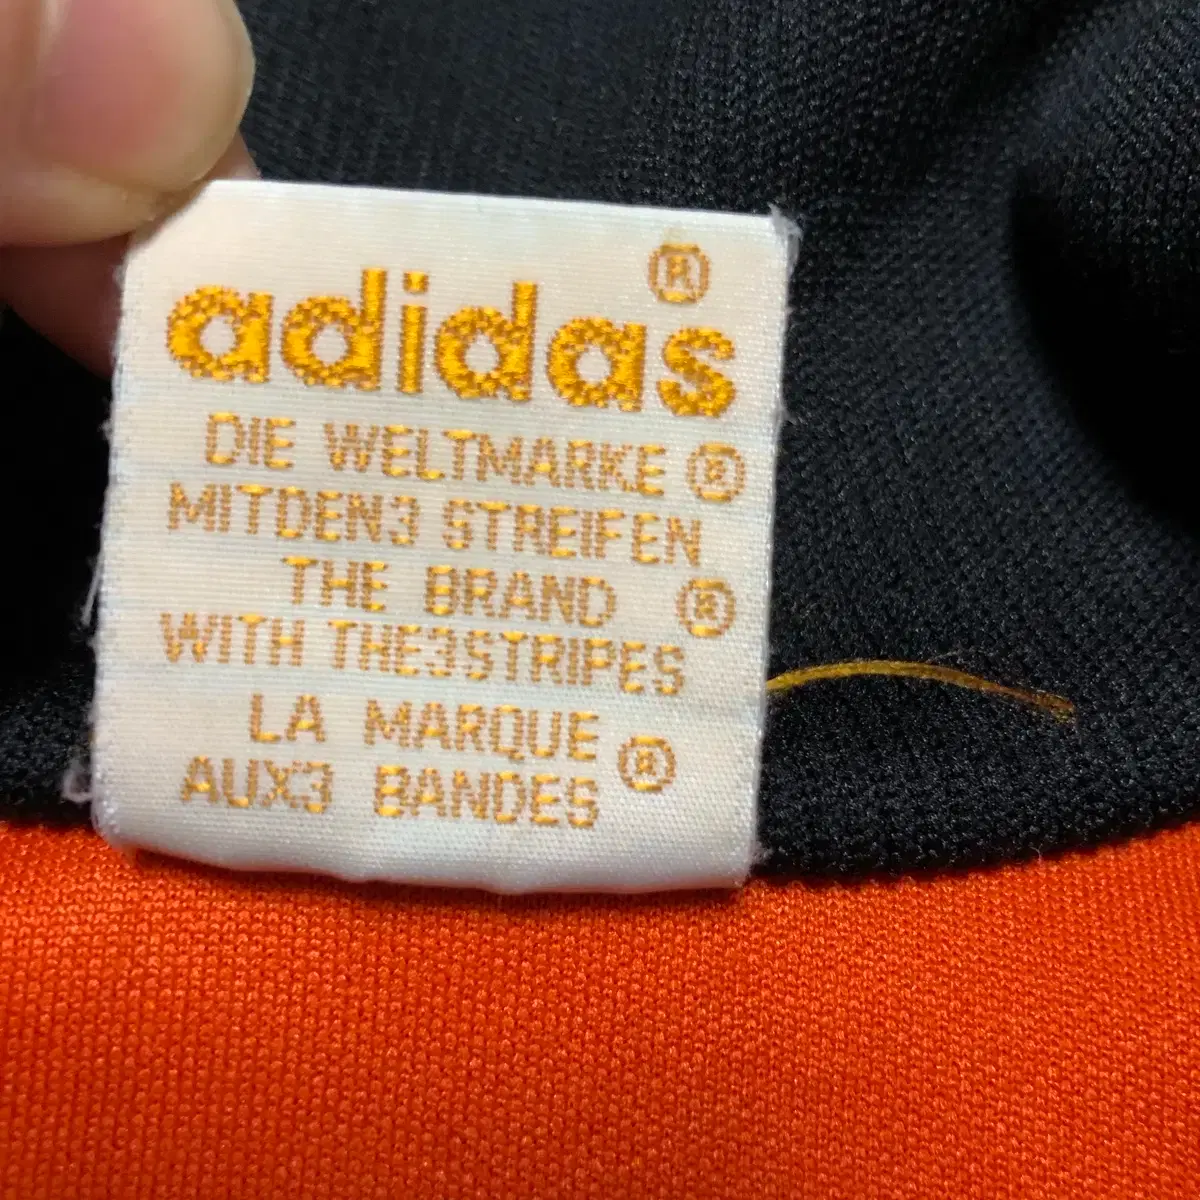 adidas ®
DIE WELTMARKE ®
MITDEN3 STREIFEN
THE BRAND ®
WITH THE3STRIPES
LA MARQUE ®
AUX3 BANDES